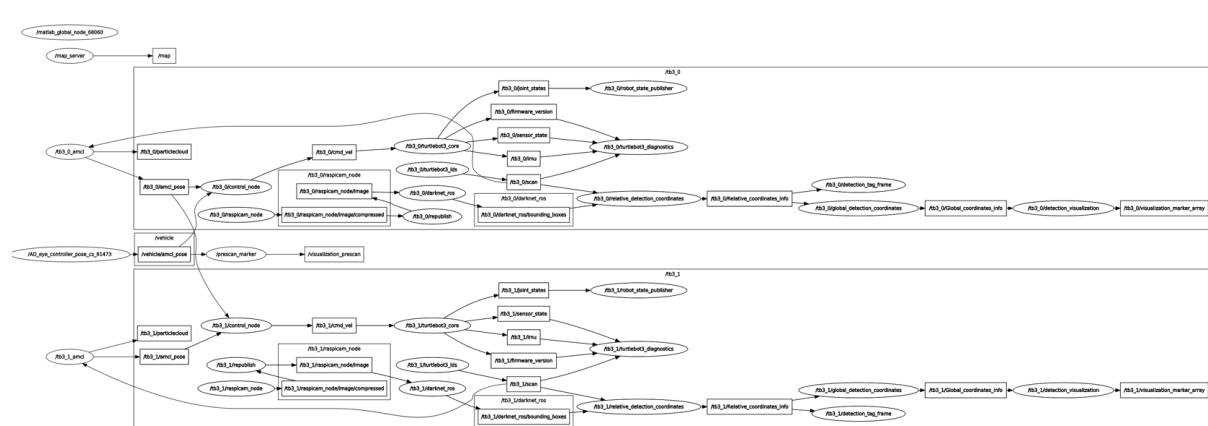 /matlab_global_node_68060
/map_server
/map
/tb3_0
/tb3_0/joint_states
/tb3_0/robot_state_publisher
/tb3_0/firmware_version
/tb3_0/sensor_state
/tb3_0_amcl
/tb3_0/particlecloud
/tb3_0/cmd_vel
/tb3_0/turtlebot3_core
/tb3_0/imu
/tb3_0/turtlebot3_diagnostics
/tb3_0/turtlebot3_lds
/tb3_0/scan
/tb3_0/amcl_pose
/tb3_0/control_node
/tb3_0/raspicam_node
/tb3_0/raspicam_node/image
/tb3_0/darknet_ros
/tb3_0/darknet_ros
/tb3_0/relative_detection_coordinates
/tb3_0/Relative_coordinates_info
/tb3_0/detection_tag_frame
/tb3_0/raspicam_node
/tb3_0/raspicam_node/image/compressed
/tb3_0/republish
/tb3_0/darknet_ros/bounding_boxes
/tb3_0/global_detection_coordinates
/tb3_0/Global_coordinates_info
/tb3_0/detection_visualization
/tb3_0/visualization_marker_array
/vehicle
/AD_eye_controller_pose_cs_81473
/vehicle/amcl_pose
/prescan_marker
/visualization_prescan
/tb3_1
/tb3_1/joint_states
/tb3_1/robot_state_publisher
/tb3_1/sensor_state
/tb3_1/control_node
/tb3_1/cmd_vel
/tb3_1/turtlebot3_core
/tb3_1/particlecloud
/tb3_1/imu
/tb3_1_amcl
/tb3_1/amcl_pose
/tb3_1/raspicam_node
/tb3_1/turtlebot3_diagnostics
/tb3_1/firmware_version
/tb3_1/republish
/tb3_1/raspicam_node/image
/tb3_1/turtlebot3_lds
/tb3_1/scan
/tb3_1/raspicam_node
/tb3_1/raspicam_node/image/compressed
/tb3_1/darknet_ros
/tb3_1/darknet_ros
/tb3_1/darknet_ros/bounding_boxes
/tb3_1/relative_detection_coordinates
/tb3_1/Relative_coordinates_info
/tb3_1/global_detection_coordinates
/tb3_1/Global_coordinates_info
/tb3_1/detection_visualization
/tb3_1/visualization_marker_array
/tb3_1/detection_tag_frame